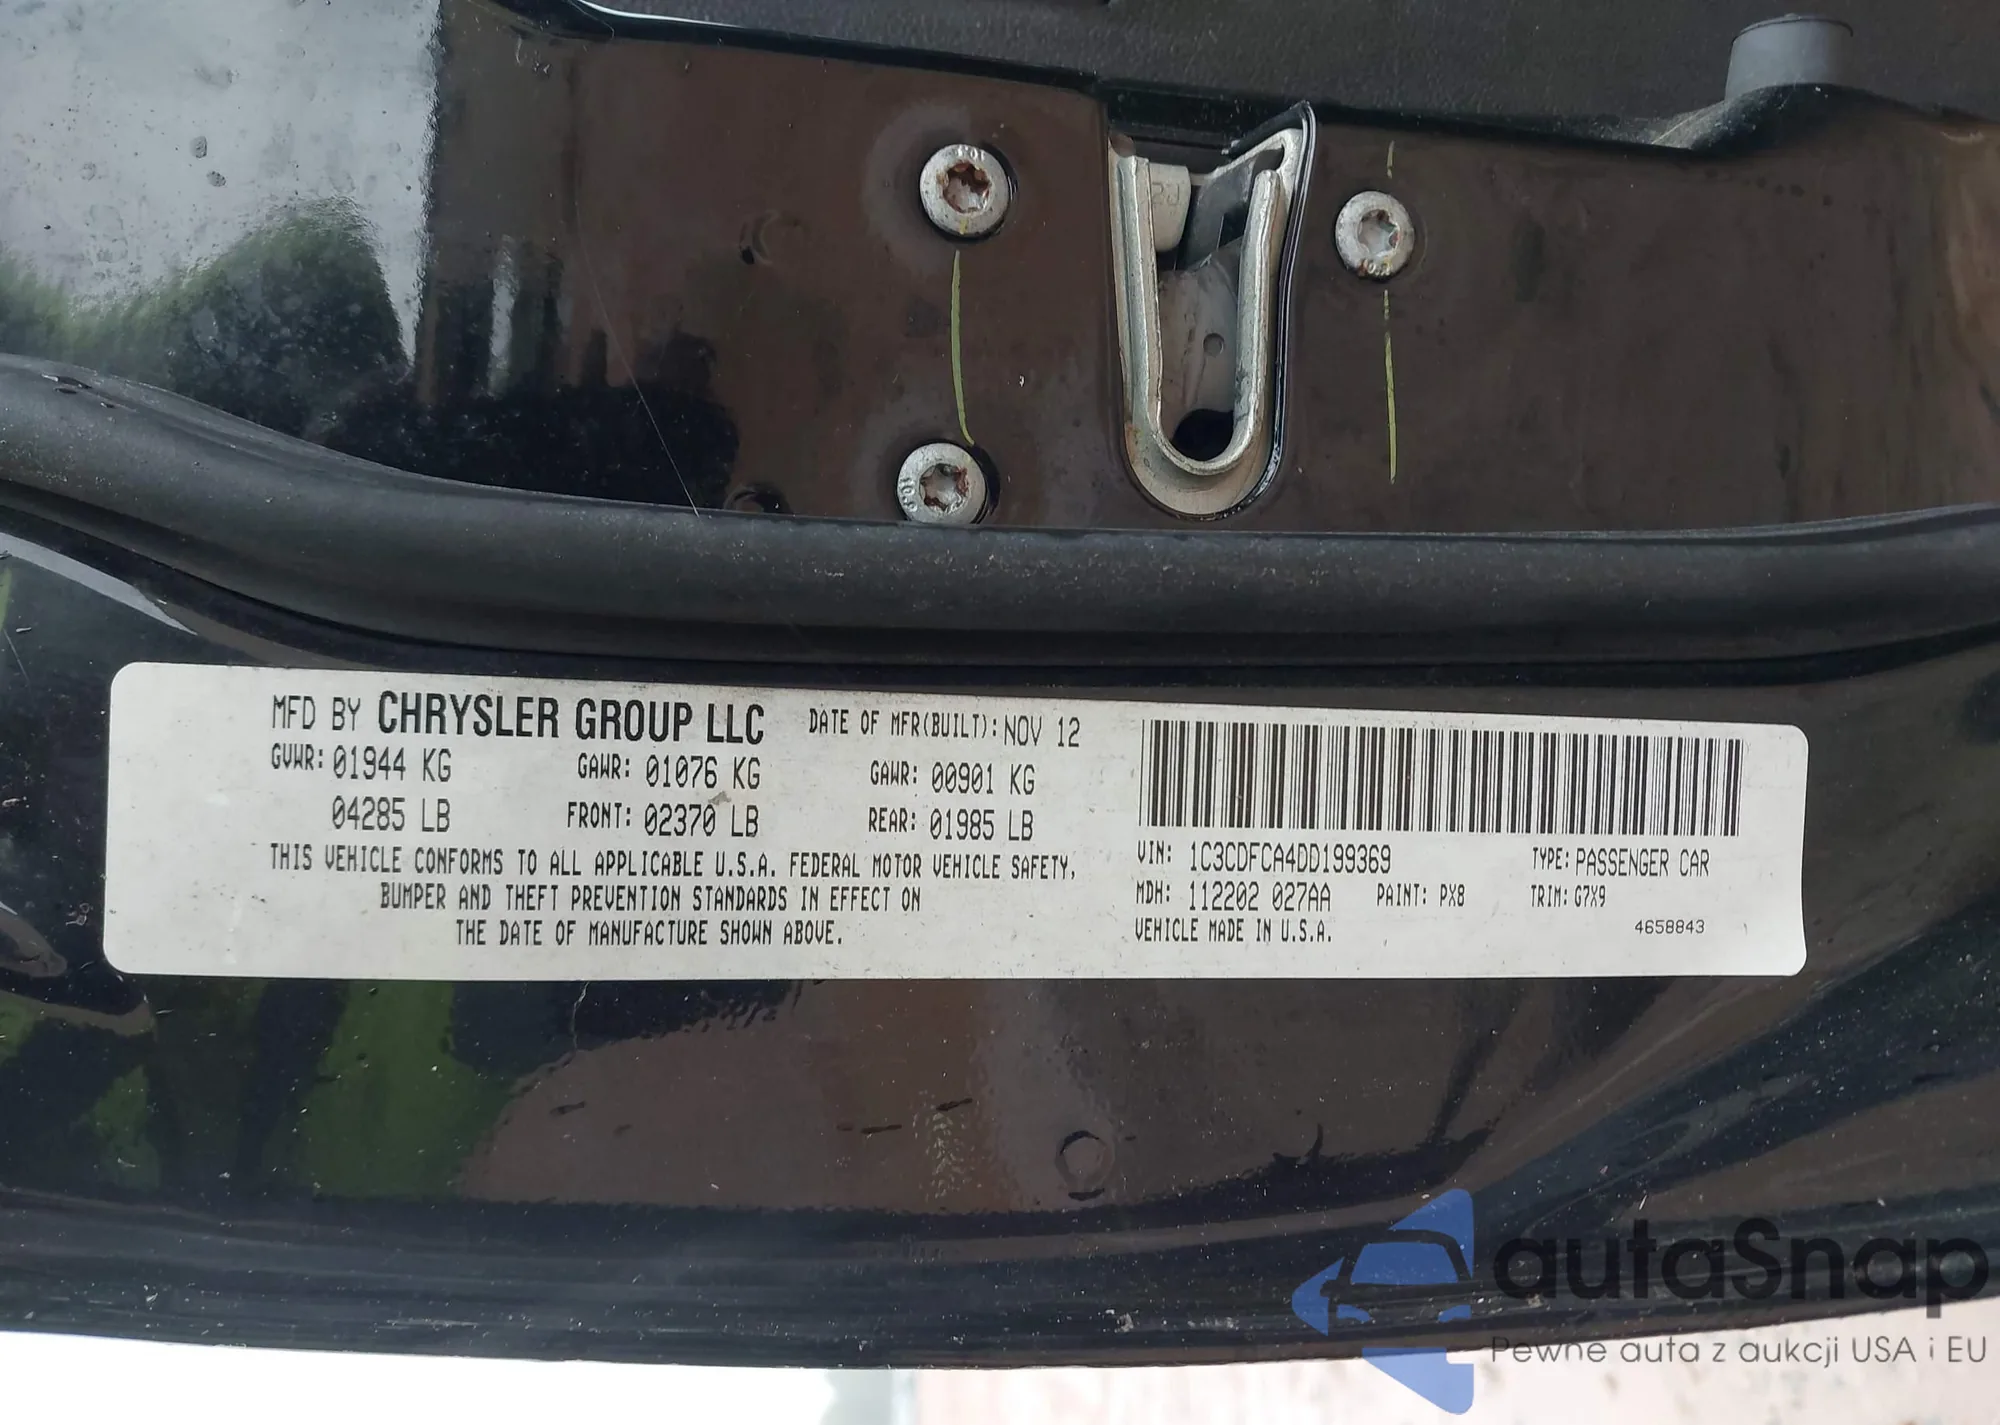 MFD BY CHRYSLER GROUP LLC DATE OF MFR(BUILT): NOV 12
GVWR: 01944 KG GAWR: 01076 KG GAWR: 00901 KG
04285 LB FRONT: 02370 LB REAR: 01985 LB
THIS VEHICLE CONFORMS TO ALL APPLICABLE U.S.A. FEDERAL MOTOR VEHICLE SAFETY,
BUMPER AND THEFT PREVENTION STANDARDS IN EFFECT ON
THE DATE OF MANUFACTURE SHOWN ABOVE.
VIN: 1C3CDFCA4DD199369 TYPE: PASSENGER CAR
MDH: 112202 027AA PAINT: PX8 TRIM: G7X9
VEHICLE MADE IN U.S.A. 4658843
autaSnap
Pewne auta z aukcji USA i EU